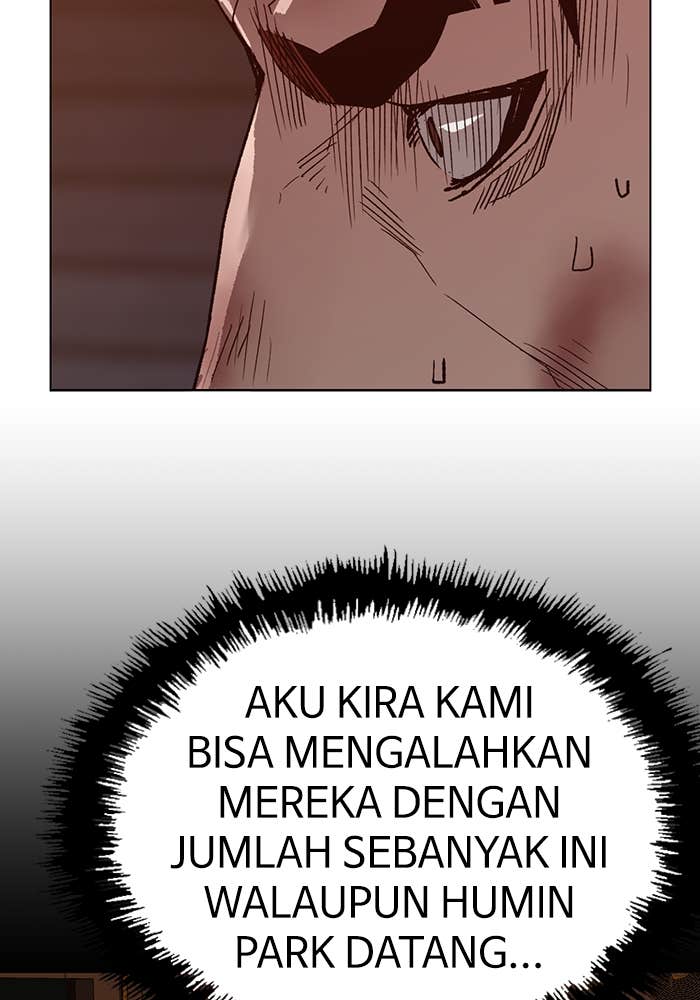 AKU KIRA KAMI
BISA MENGALAHKAN
MEREKA DENGAN
JUMLAH SEBANYAK INI
WALAUPUN HUMIN
PARK DATANG...